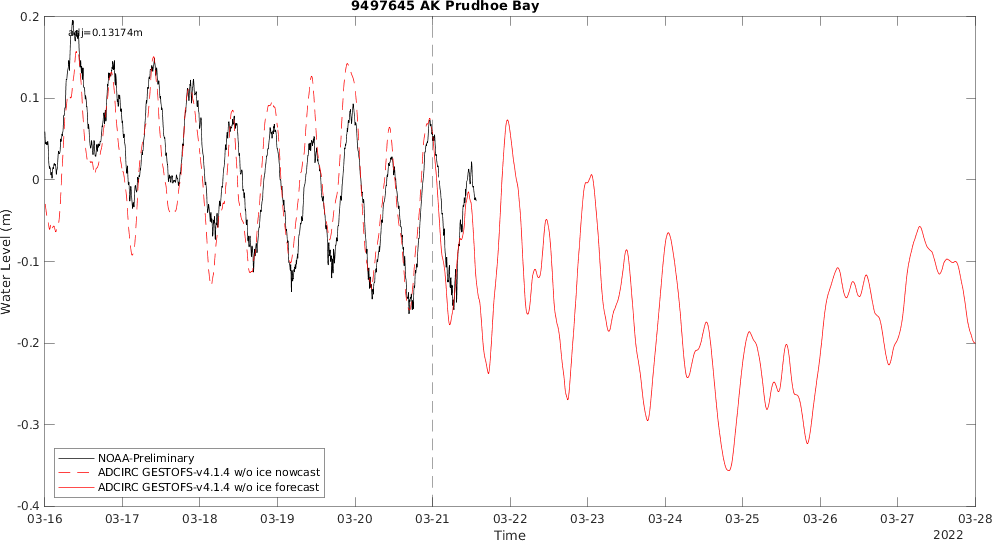 9497645 AK Prudhoe Bay
adj=0.13174m
0.2
0.1
0
-0.1
-0.2
-0.3
-0.4
Water Level (m)
NOAA-Preliminary
ADCIRC GESTOFS-v4.1.4 w/o ice nowcast
ADCIRC GESTOFS-v4.1.4 w/o ice forecast
03-16 03-17 03-18 03-19 03-20 03-21 03-22 03-23 03-24 03-25 03-26 03-27 03-28
Time
2022